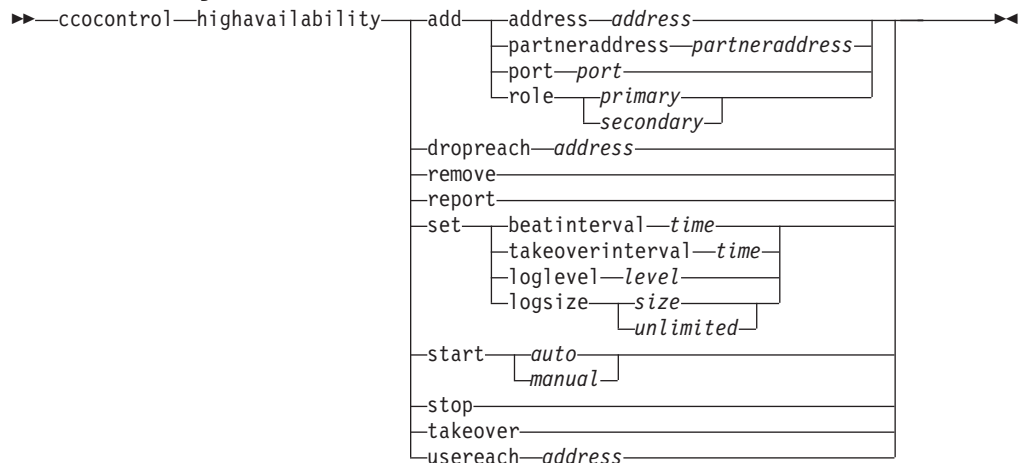 ccocontrol highavailability add address address
partneraddress partneraddress
port port
role primary
secondary
dropreach address
remove
report
set beatinterval time
takeoverinterval time
loglevel level
logsize size
unlimited
start auto
manual
stop
takeover
usereach address